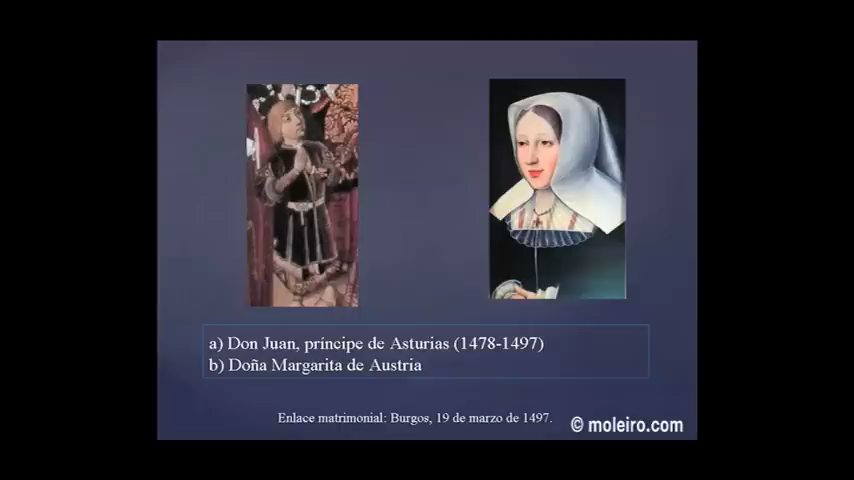 a) Don Juan, príncipe de Asturias (1478-1497)
b) Doña Margarita de Austria
Enlace matrimonial: Burgos, 19 de marzo de 1497.
© moleiro.com